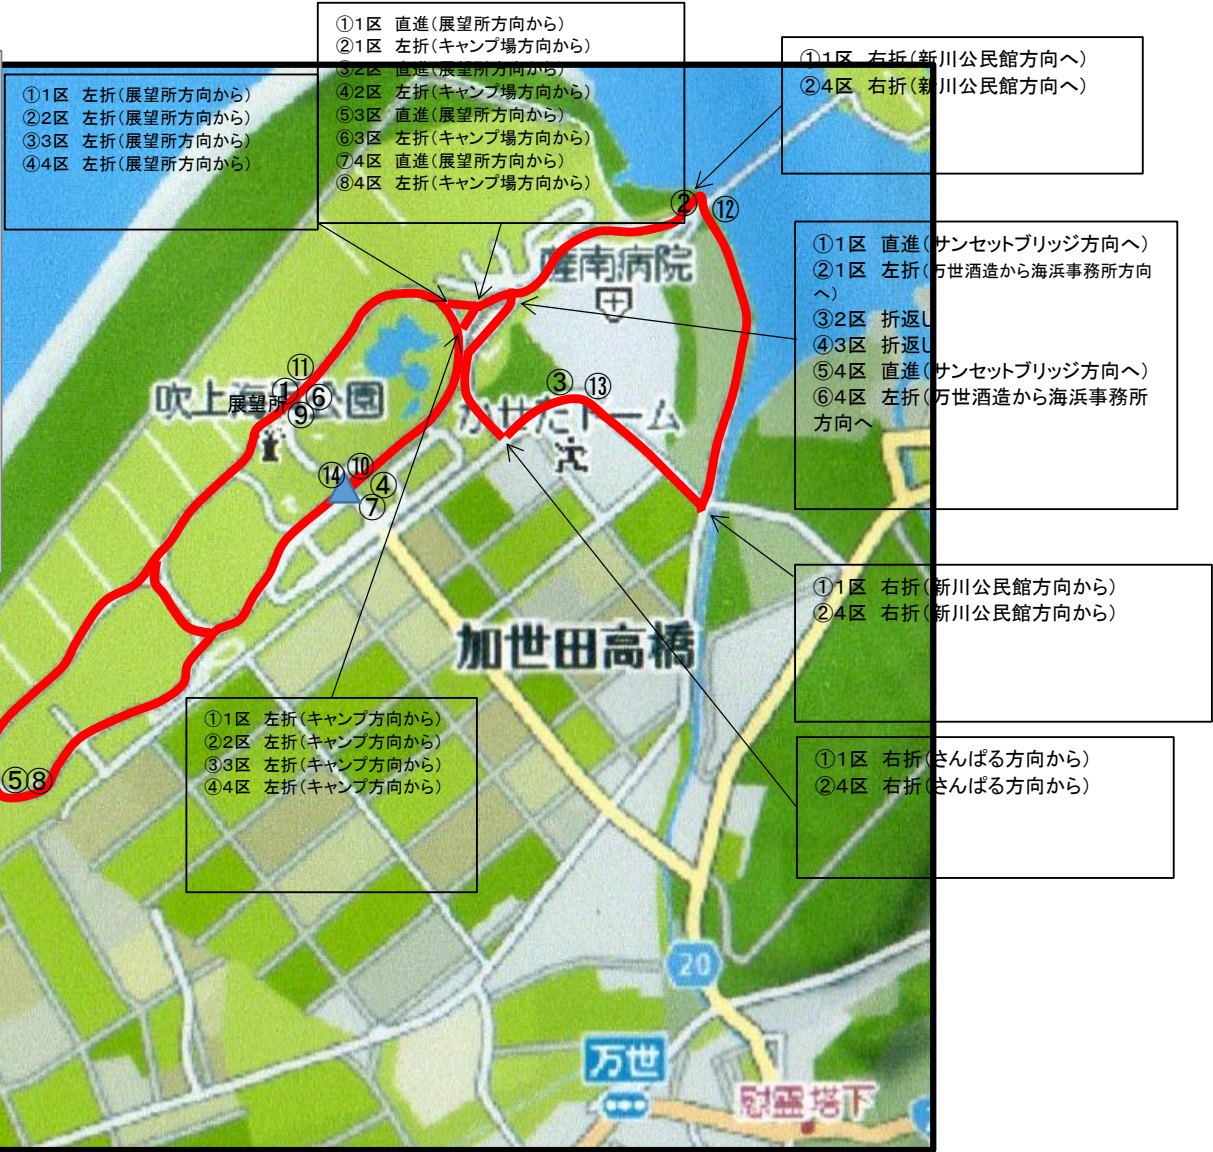 ①1区　直進(展望所方向から)
②1区　左折(キャンプ場方向から)
③2区　直進(展望所方向から)
④2区　左折(キャンプ場方向から)
⑤3区　直進(展望所方向から)
⑥3区　左折(キャンプ場方向から)
⑦4区　直進(展望所方向から)
⑧4区　左折(キャンプ場方向から)
①1区　左折(展望所方向から)
②2区　左折(展望所方向から)
③3区　左折(展望所方向から)
④4区　左折(展望所方向から)
①1区　右折(新川公民館方向へ)
②4区　右折(新川公民館方向へ)
② ⑫
①1区　直進(サンセットブリッジ方向へ)
②1区　左折(万世酒造から海浜事務所方向
へ)
③2区　折返し
④3区　折返し
⑤4区　直進(サンセットブリッジ方向へ)
⑥4区　左折(万世酒造から海浜事務所
方向へ
薩南病院
⑪
① ⑥
⑨
③ ⑬
吹上海浜公園
展望所
かせだドーム
⑭ ⑩ ④
⑦
①1区　右折(新川公民館方向から)
②4区　右折(新川公民館方向から)
加世田高橋
①1区　左折(キャンプ方向から)
②2区　左折(キャンプ方向から)
③3区　左折(キャンプ方向から)
④4区　左折(キャンプ方向から)
⑤⑧
①1区　右折(さんぱる方向から)
②4区　右折(さんぱる方向から)
20
万世
慰霊塔下